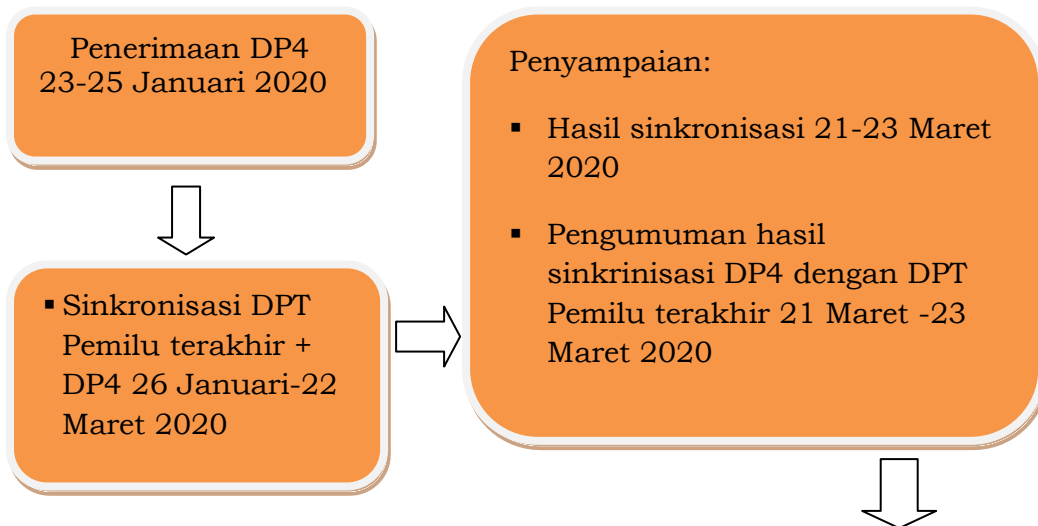 Penerimaan DP4
23-25 Januari 2020
▪ Sinkronisasi DPT
Pemilu terakhir +
DP4 26 Januari-22
Maret 2020
Penyampaian:
▪ Hasil sinkronisasi 21-23 Maret
2020
▪ Pengumuman hasil
sinkrinisasi DP4 dengan DPT
Pemilu terakhir 21 Maret -23
Maret 2020